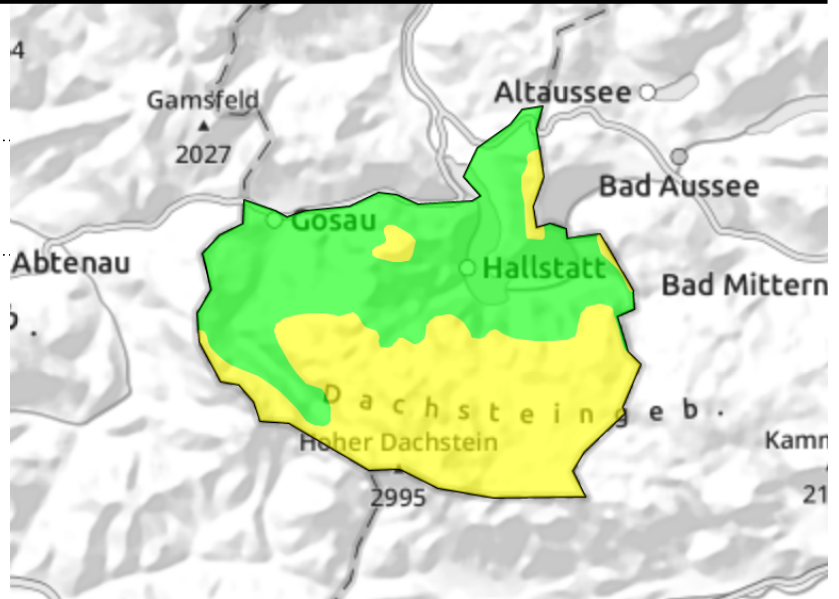 4
Altaussee
Gamsfeld
2027
Bad Aussee
Gosau
Abtenau
Hallstatt
Bad Mittern
.
Dachsteingeb.
Hoher Dachstein
Kamm
2995
21